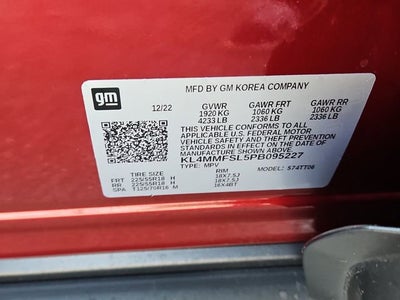 gm
MFD BY GM KOREA COMPANY
12/22 GVWR GAWR FRT GAWR RR
1920 KG 1060 KG 1060 KG
4233 LB 2336 LB 2336 LB
THIS VEHICLE CONFORMS TO ALL
APPLICABLE U.S. FEDERAL MOTOR
VEHICLE SAFETY AND THEFT PREVENTION
STANDARDS IN EFFECT ON THE DATE OF
MANUFACTURE SHOWN ABOVE.
KL4MMFSL5PB095227
TYPE: MPV MODEL: S74TT06
TIRE SIZE RIM
FRT 225/55R18 H 18X7.5J
RR 225/55R18 H 18X7.5J
SPA T125/70R16 M 16X4BT